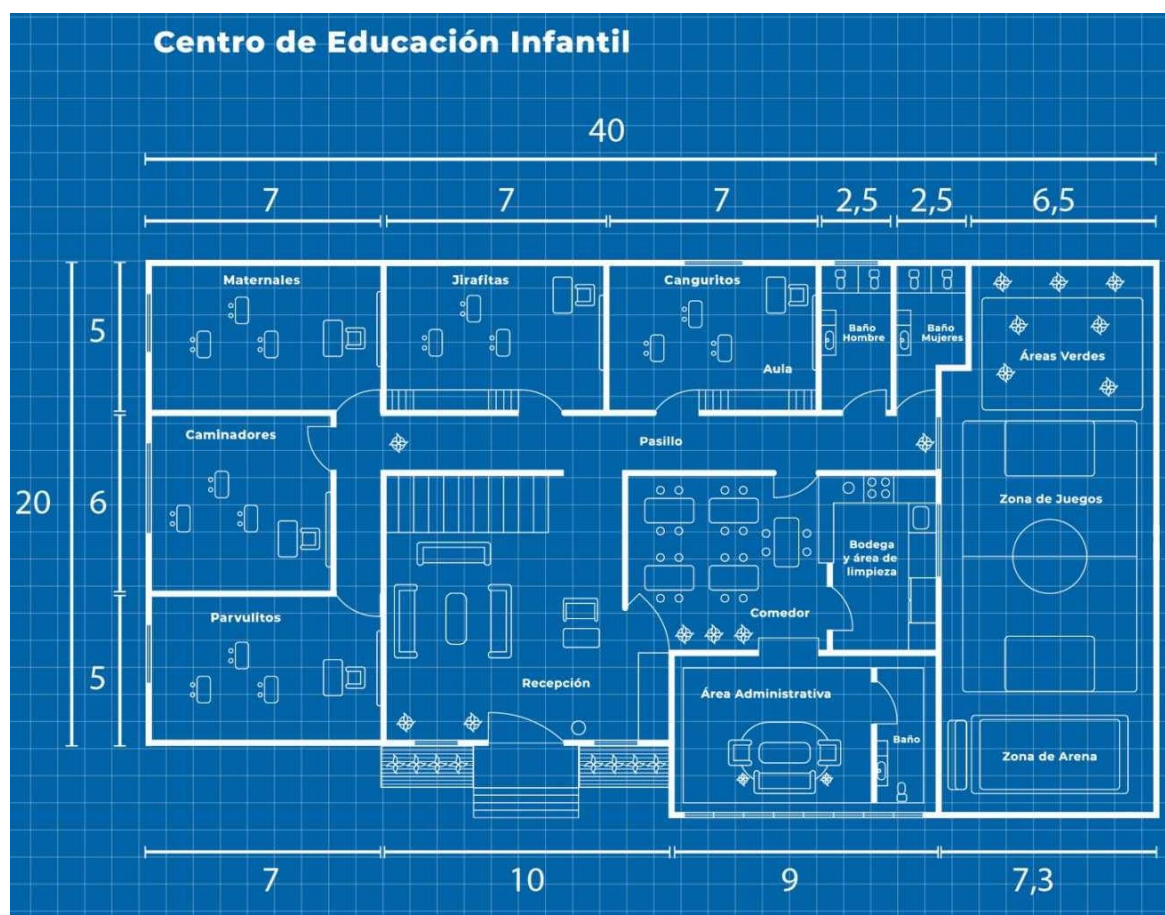 Centro de Educación Infantil
40
7
7
7
2,5
2,5
6,5
Maternales
Jirafitas
Canguritos
Baño
Hombre
Baño
Mujeres
Áreas Verdes
5
Aula
Caminadores
Pasillo
20
6
Zona de Juegos
Bodega
y área de
limpieza
Parvulitos
Comedor
5
Recepción
Área Administrativa
Baño
Zona de Arena
7
10
9
7,3